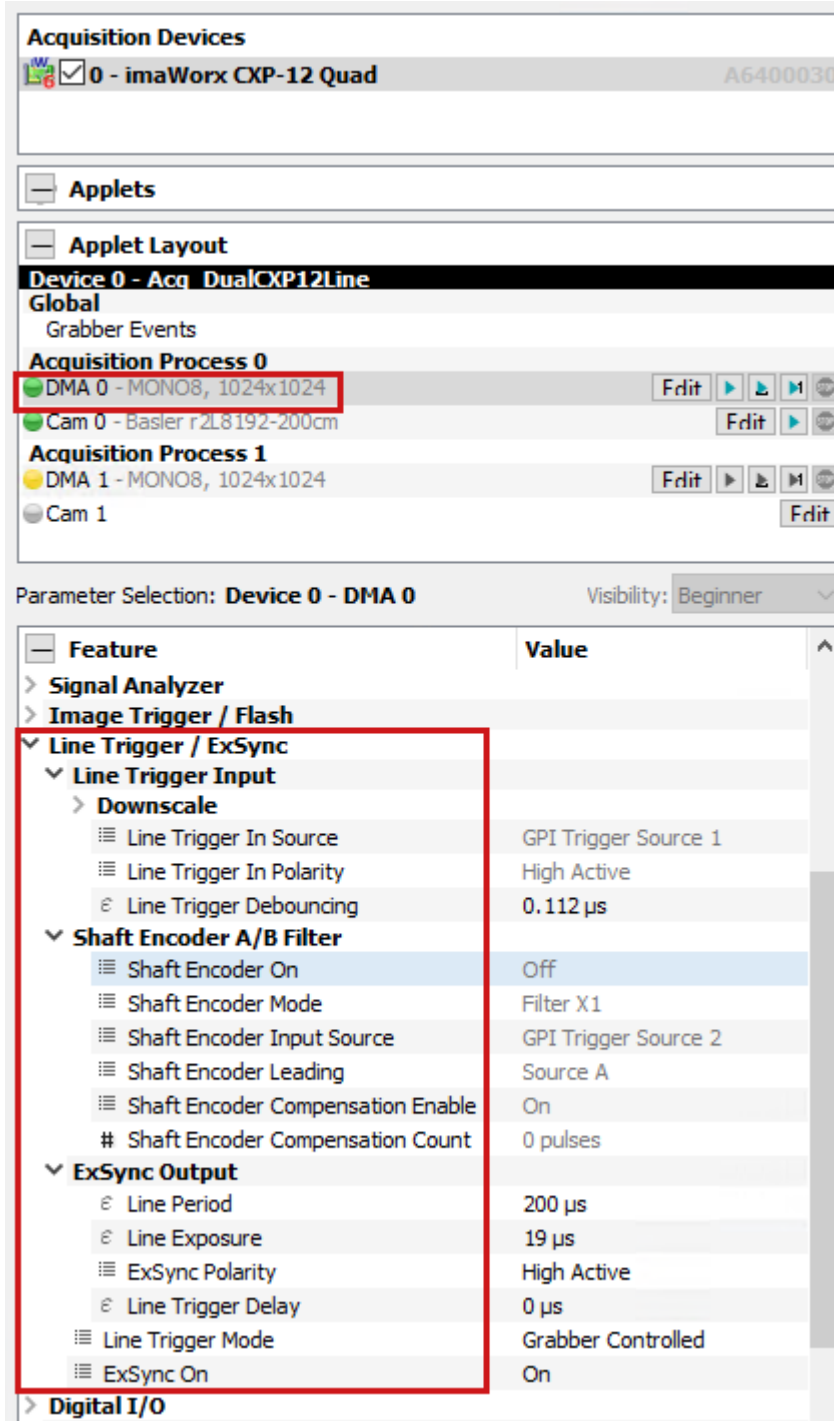 Acquisition Devices
0 - imaWorx CXP-12 Quad A6400030
Applets
Applet Layout
Device 0 - Acq_DualCXP12Line
Global
Grabber Events
Acquisition Process 0
DMA 0 - MONO8, 1024x1024 Edit
Cam 0 - Basler r2L8192-200cm Edit
Acquisition Process 1
DMA 1 - MONO8, 1024x1024 Edit
Cam 1 Edit
Parameter Selection: Device 0 - DMA 0 Visibility: Beginner
Feature Value
Signal Analyzer
Image Trigger / Flash
Line Trigger / ExSync
Line Trigger Input
Downscale
Line Trigger In Source GPI Trigger Source 1
Line Trigger In Polarity High Active
ε Line Trigger Debouncing 0.112 µs
Shaft Encoder A/B Filter
Shaft Encoder On Off
Shaft Encoder Mode Filter X1
Shaft Encoder Input Source GPI Trigger Source 2
Shaft Encoder Leading Source A
Shaft Encoder Compensation Enable On
# Shaft Encoder Compensation Count 0 pulses
ExSync Output
ε Line Period 200 µs
ε Line Exposure 19 µs
ExSync Polarity High Active
ε Line Trigger Delay 0 µs
Line Trigger Mode Grabber Controlled
ExSync On On
Digital I/O